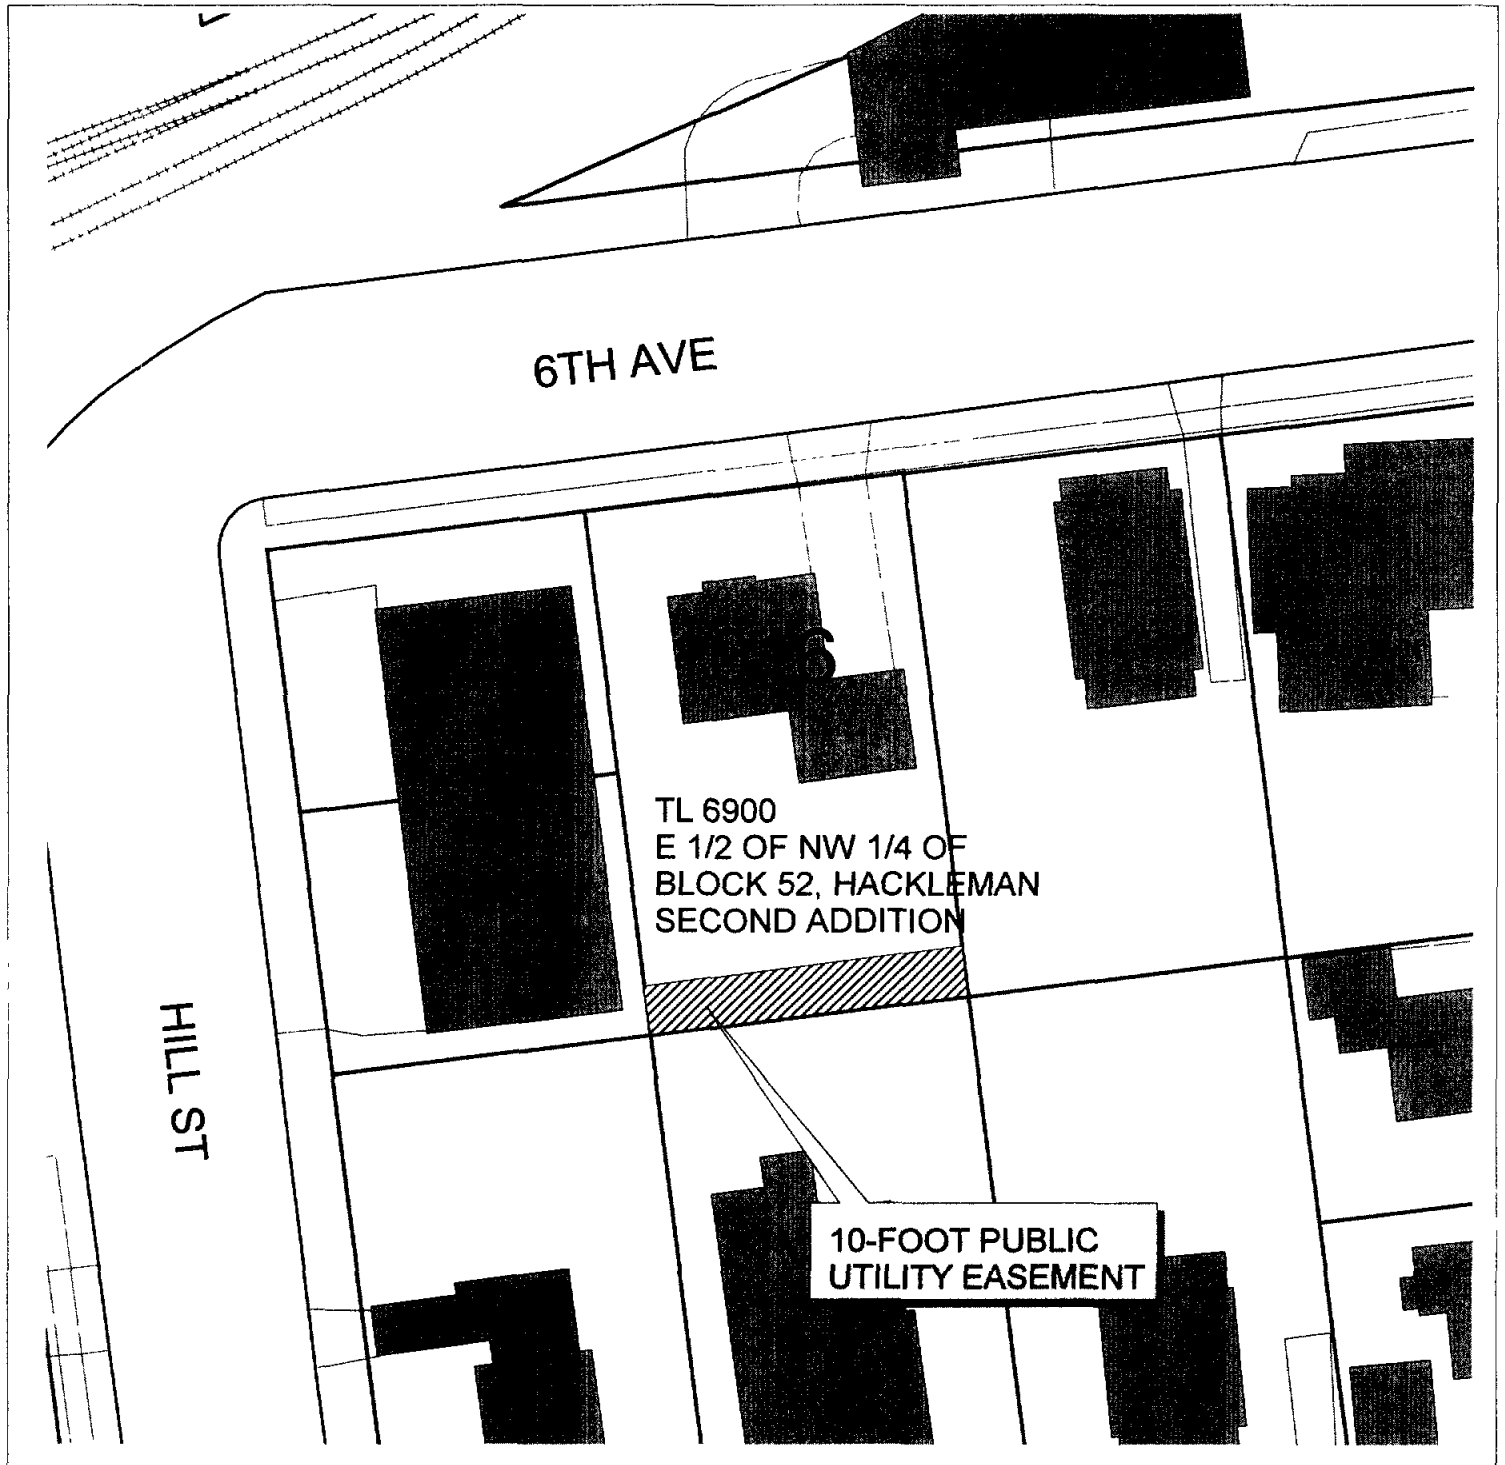 6TH AVE
6
TL 6900
E 1/2 OF NW 1/4 OF
BLOCK 52, HACKLEMAN
SECOND ADDITION
HILL ST
10-FOOT PUBLIC
UTILITY EASEMENT